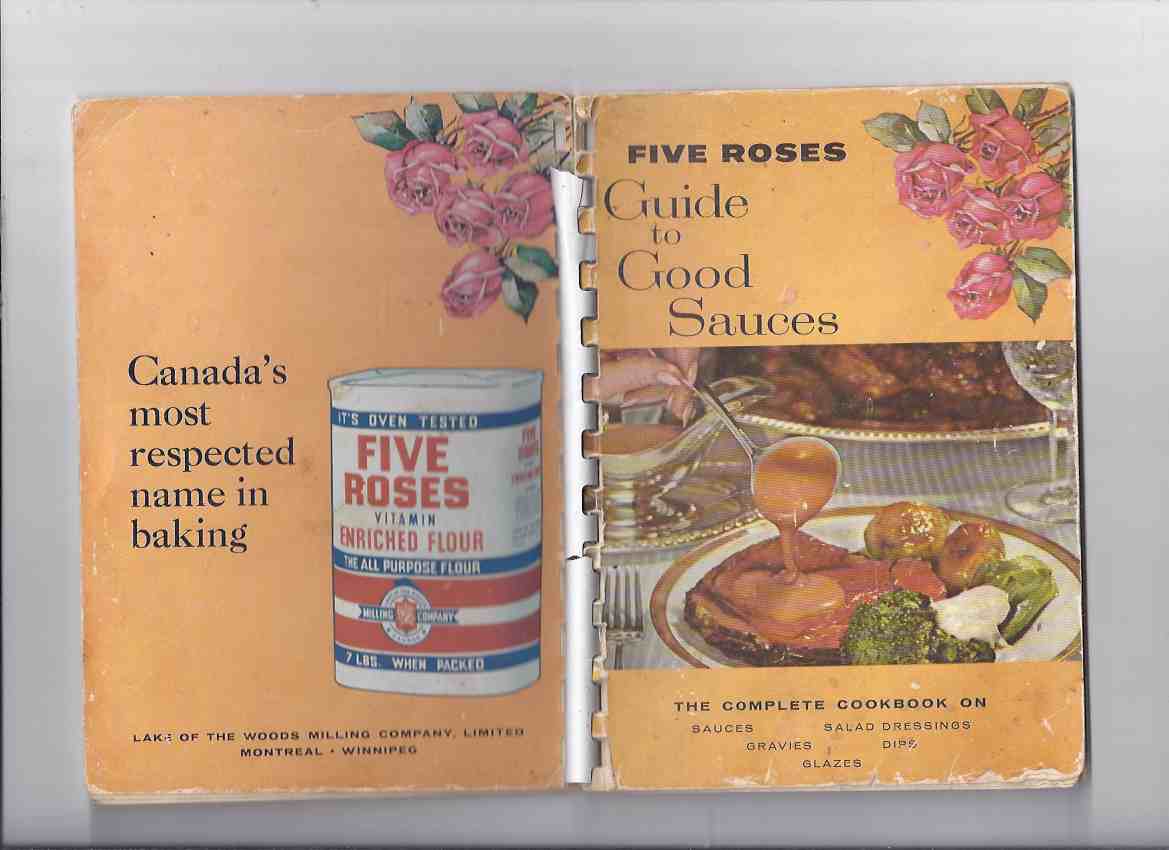 Canada's
most
respected
name in
baking
IT'S OVEN TESTED
FIVE
ROSES
VITAMIN
ENRICHED FLOUR
THE ALL PURPOSE FLOUR
MILLING COMPANY
7 LBS. WHEN PACKED
LAKE OF THE WOODS MILLING COMPANY, LIMITED
MONTREAL • WINNIPEG
FIVE ROSES
Guide
to
Good
Sauces
THE COMPLETE COOKBOOK ON
SAUCES SALAD DRESSINGS
GRAVIES DIPS
GLAZES